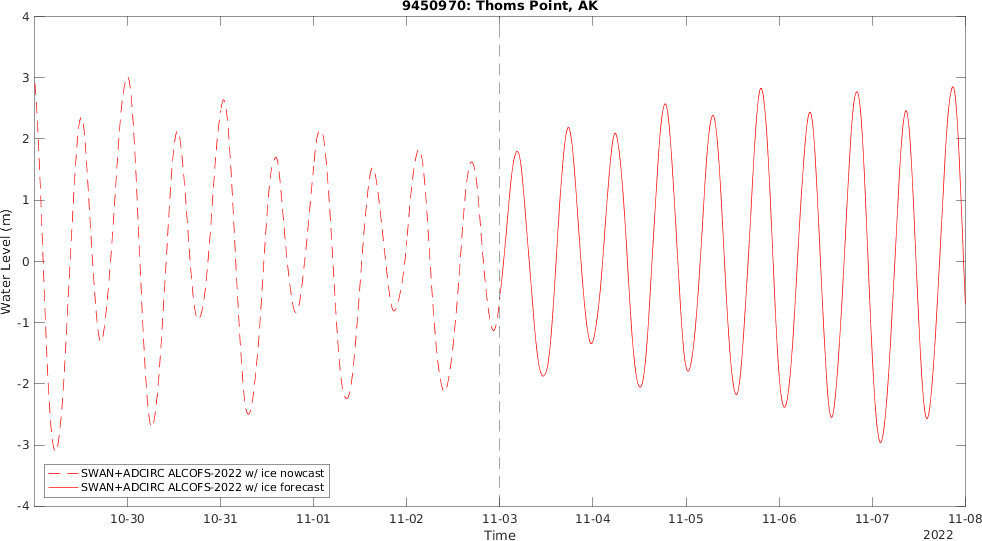 9450970: Thoms Point, AK
4
3
2
1
0
-1
-2
-3
-4
Water Level (m)
SWAN+ADCIRC ALCOFS-2022 w/ ice nowcast
SWAN+ADCIRC ALCOFS-2022 w/ ice forecast
10-30 10-31 11-01 11-02 11-03 11-04 11-05 11-06 11-07 11-08
Time
2022